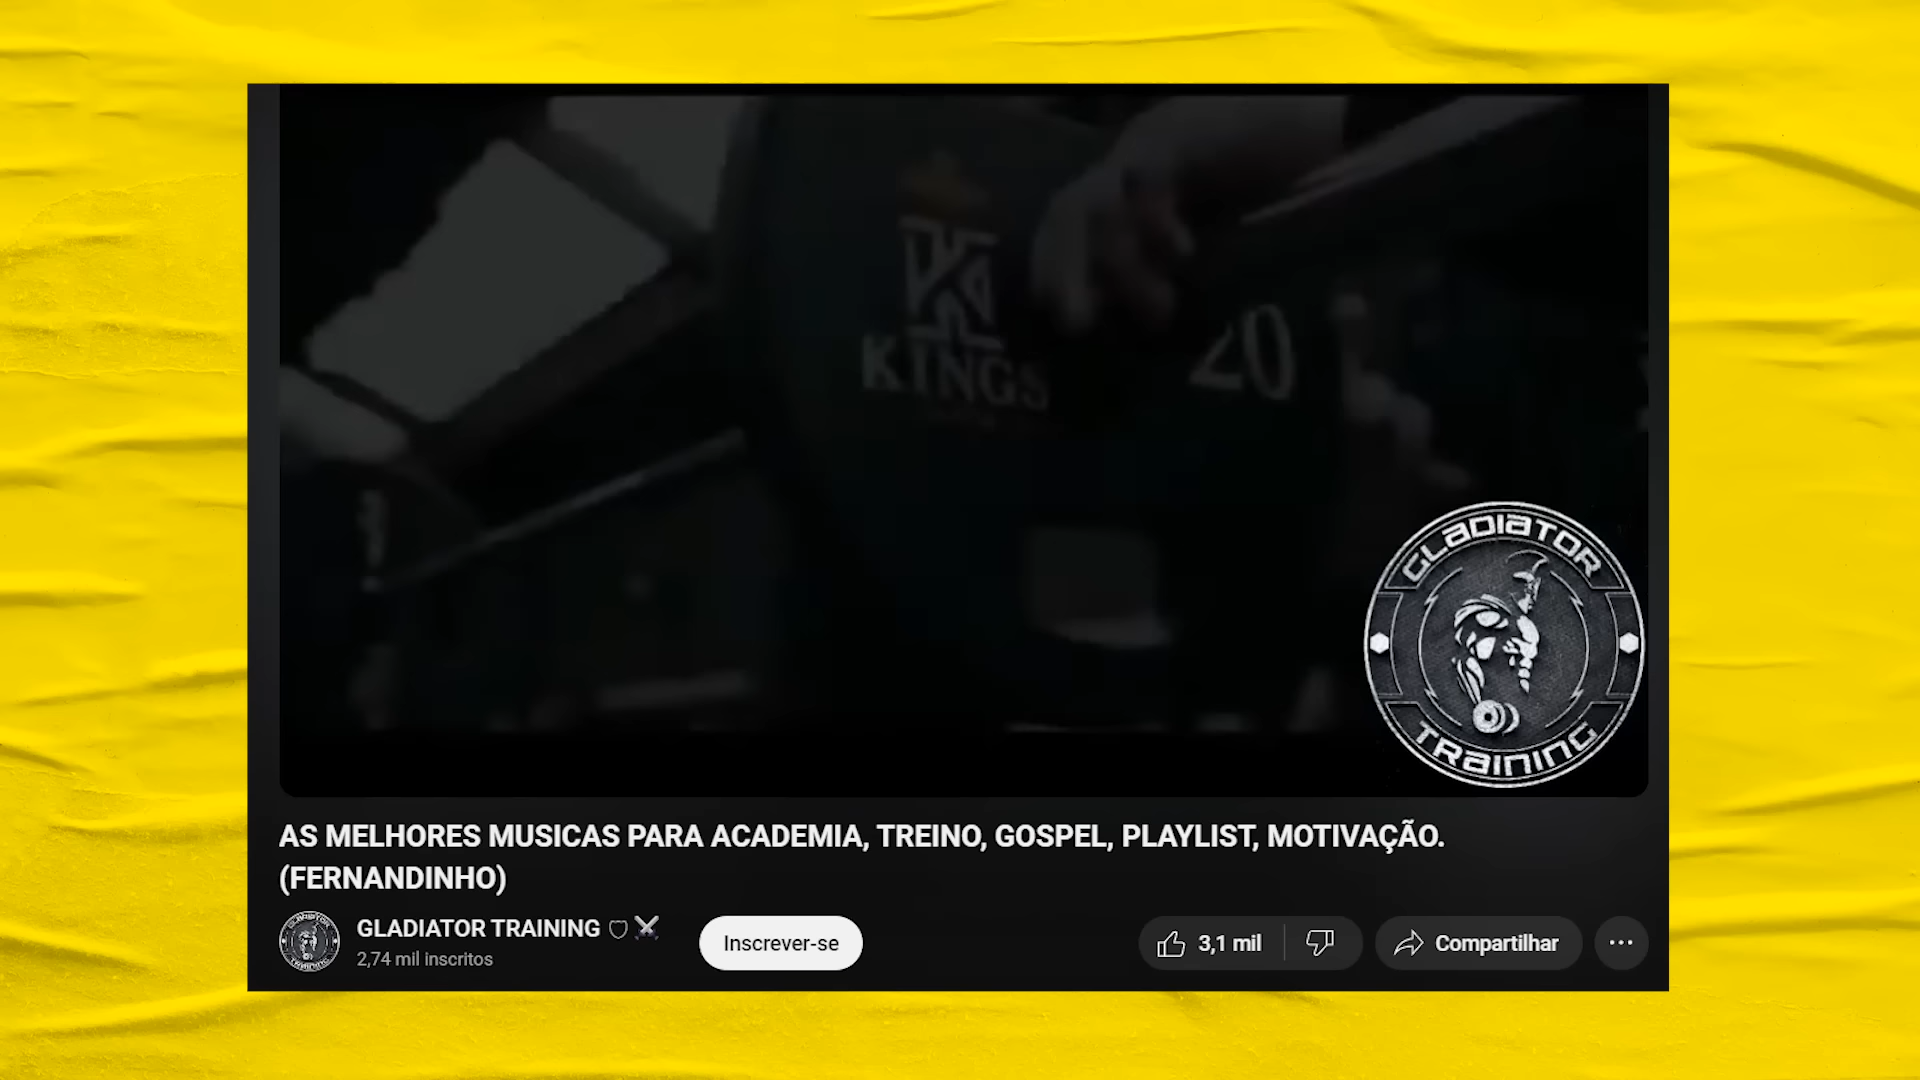 KINGS
20
GLADIATOR
TRAINING
AS MELHORES MUSICAS PARA ACADEMIA, TREINO, GOSPEL, PLAYLIST, MOTIVAÇÃO.
(FERNANDINHO)
GLADIATOR TRAINING
2,74 mil inscritos
Inscrever-se
3,1 mil
Compartilhar